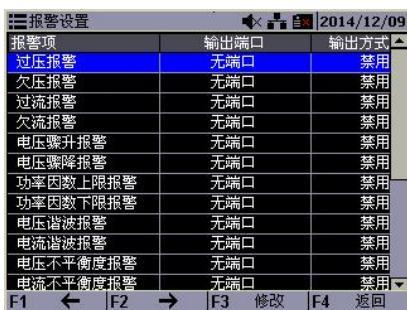 报警设置 2014/12/09
报警项 输出端口 输出方式
过压报警 无端口 禁用
欠压报警 无端口 禁用
过流报警 无端口 禁用
欠流报警 无端口 禁用
电压骤升报警 无端口 禁用
电压骤降报警 无端口 禁用
功率因数上限报警 无端口 禁用
功率因数下限报警 无端口 禁用
电压谐波报警 无端口 禁用
电流谐波报警 无端口 禁用
电压不平衡度报警 无端口 禁用
电流不平衡度报警 无端口 禁用
F1 ← F2 → F3 修改 F4 返回